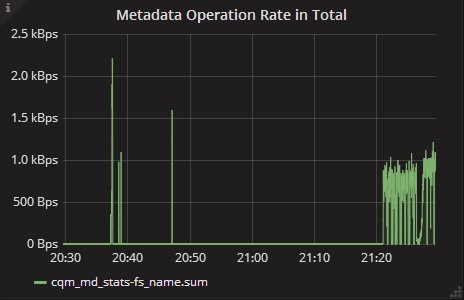 Metadata Operation Rate in Total
2.5 kBps
2.0 kBps
1.5 kBps
1.0 kBps
500 Bps
0 Bps
20:30 20:40 20:50 21:00 21:10 21:20
cqm_md_stats-fs_name.sum